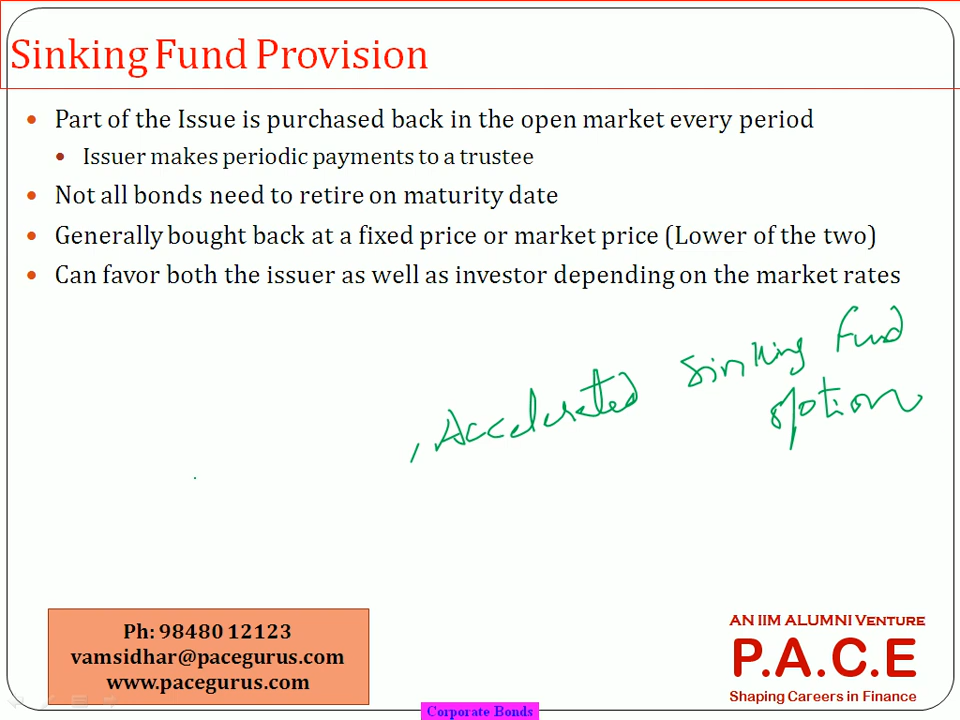 Sinking Fund Provision
Part of the Issue is purchased back in the open market every period
Issuer makes periodic payments to a trustee
Not all bonds need to retire on maturity date
Generally bought back at a fixed price or market price (Lower of the two)
Can favor both the issuer as well as investor depending on the market rates
Accelerated Sinking Fund
option
Ph: 98480 12123
vamsidhar@pacegurus.com
www.pacegurus.com
AN IIM ALUMNI VENTURE
P.A.C.E
Shaping Careers in Finance
Corporate Bonds